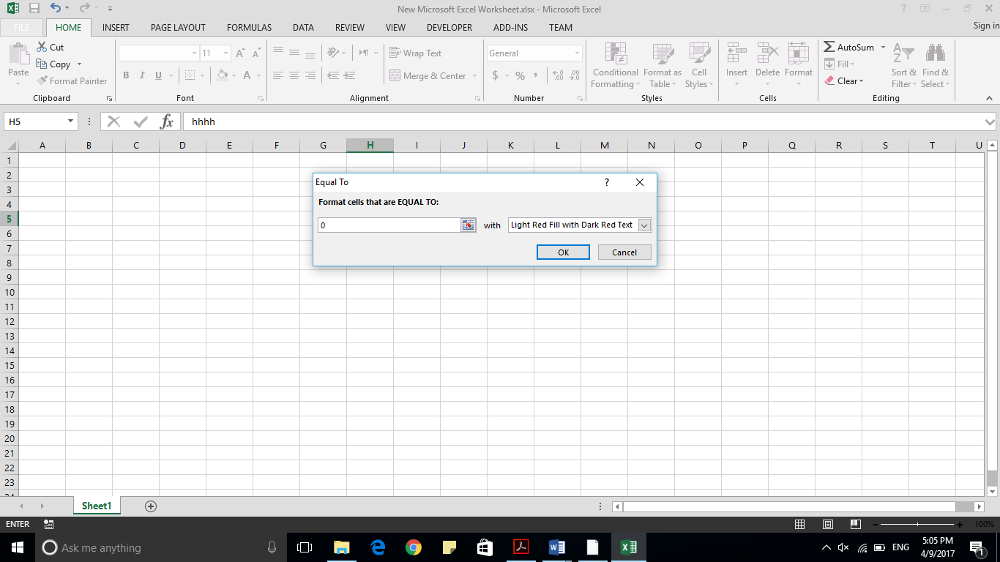 New Microsoft Excel Worksheet.xlsx - Microsoft Excel
FILE HOME INSERT PAGE LAYOUT FORMULAS DATA REVIEW VIEW DEVELOPER ADD-INS TEAM Sign in
Paste
Cut
Copy
Format Painter
Clipboard
11
B I U
Font
Wrap Text
Merge & Center
Alignment
General
$ % ,
Number
Conditional Formatting
Format as Table
Cell Styles
Styles
Insert Delete Format
Cells
AutoSum
Fill
Clear
Sort & Filter
Find & Select
Editing
H5 fx hhhh
A B C D E F G H I J K L M N O P Q R S T U
1
2
3
4
5
6
7
8
9
10
11
12
13
14
15
16
17
18
19
20
21
22
23
24
Equal To ?
Format cells that are EQUAL TO:
0 with Light Red Fill with Dark Red Text
OK Cancel
Sheet1
ENTER 100%
Ask me anything
ENG
5:05 PM
4/9/2017
1